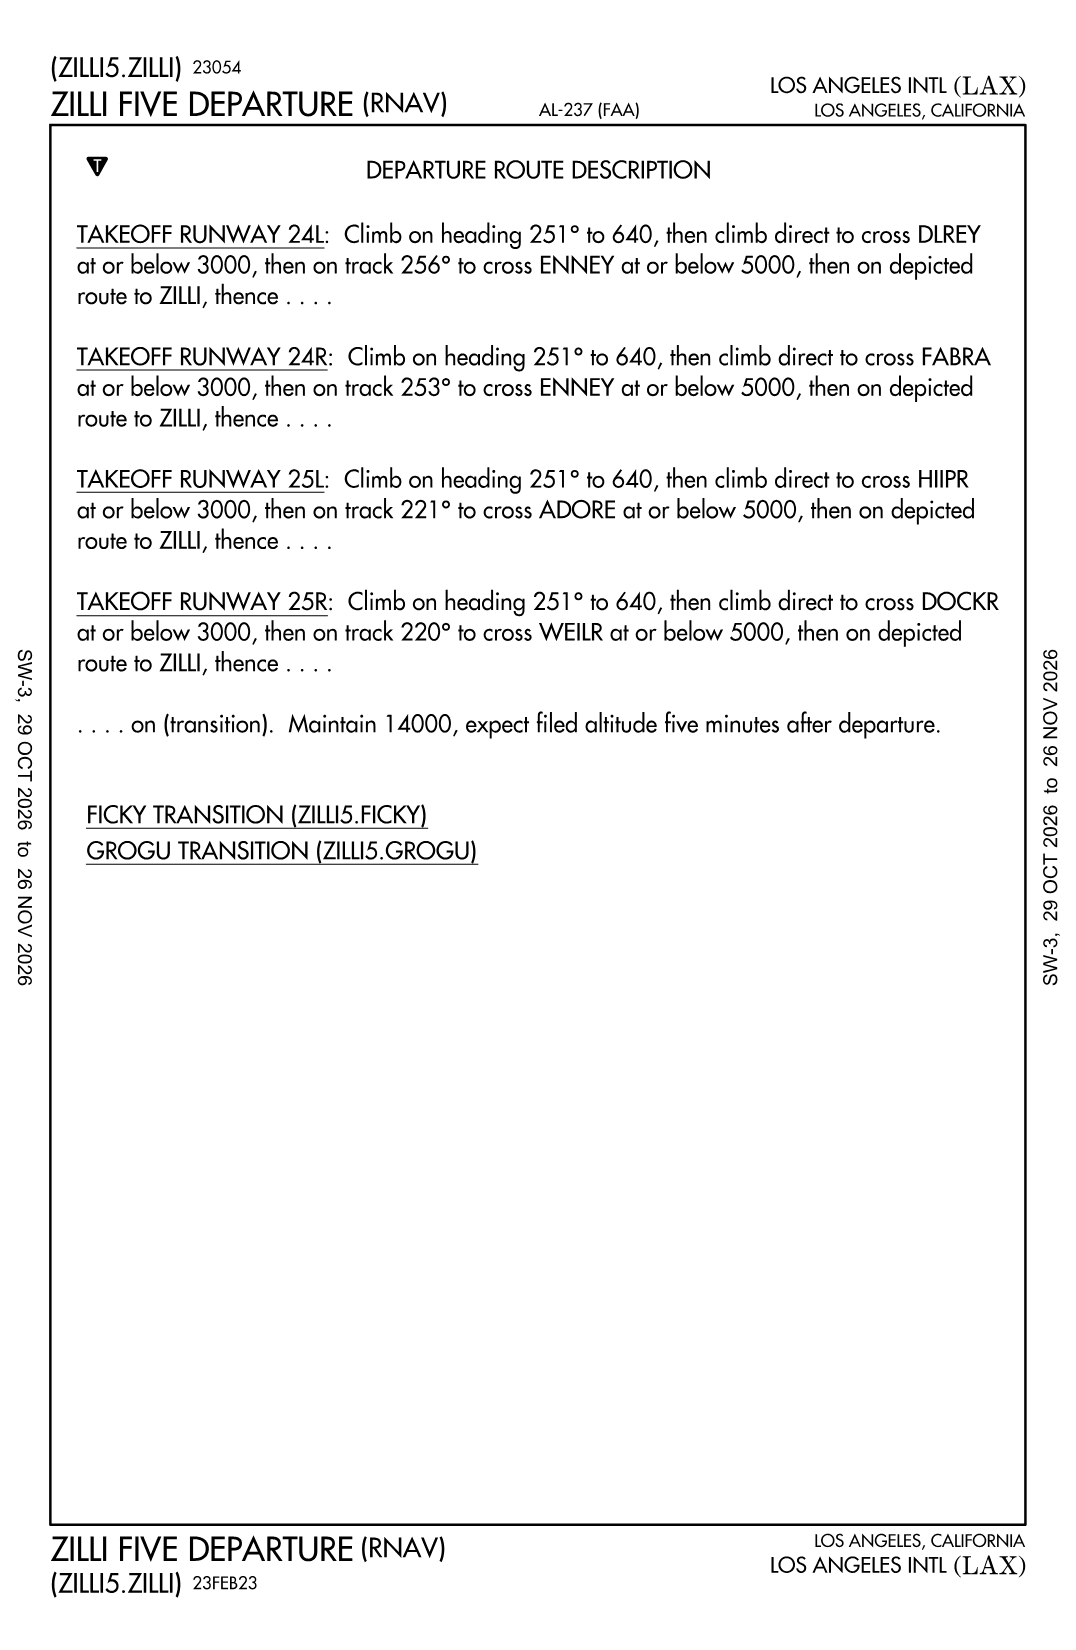 (ZILLI5.ZILLI) 23054
ZILLI FIVE DEPARTURE (RNAV)
AL-237 (FAA)
LOS ANGELES INTL (LAX)
LOS ANGELES, CALIFORNIA
T
DEPARTURE ROUTE DESCRIPTION
TAKEOFF RUNWAY 24L: Climb on heading 251° to 640, then climb direct to cross DLREY
at or below 3000, then on track 256° to cross ENNEY at or below 5000, then on depicted
route to ZILLI, thence . . . .
TAKEOFF RUNWAY 24R: Climb on heading 251° to 640, then climb direct to cross FABRA
at or below 3000, then on track 253° to cross ENNEY at or below 5000, then on depicted
route to ZILLI, thence . . . .
TAKEOFF RUNWAY 25L: Climb on heading 251° to 640, then climb direct to cross HIIPR
at or below 3000, then on track 221° to cross ADORE at or below 5000, then on depicted
route to ZILLI, thence . . . .
TAKEOFF RUNWAY 25R: Climb on heading 251° to 640, then climb direct to cross DOCKR
at or below 3000, then on track 220° to cross WEILR at or below 5000, then on depicted
route to ZILLI, thence . . . .
. . . . on (transition). Maintain 14000, expect filed altitude five minutes after departure.
FICKY TRANSITION (ZILLI5.FICKY)
GROGU TRANSITION (ZILLI5.GROGU)
SW-3, 29 OCT 2026 to 26 NOV 2026
SW-3, 29 OCT 2026 to 26 NOV 2026
ZILLI FIVE DEPARTURE (RNAV)
(ZILLI5.ZILLI) 23FEB23
LOS ANGELES, CALIFORNIA
LOS ANGELES INTL (LAX)